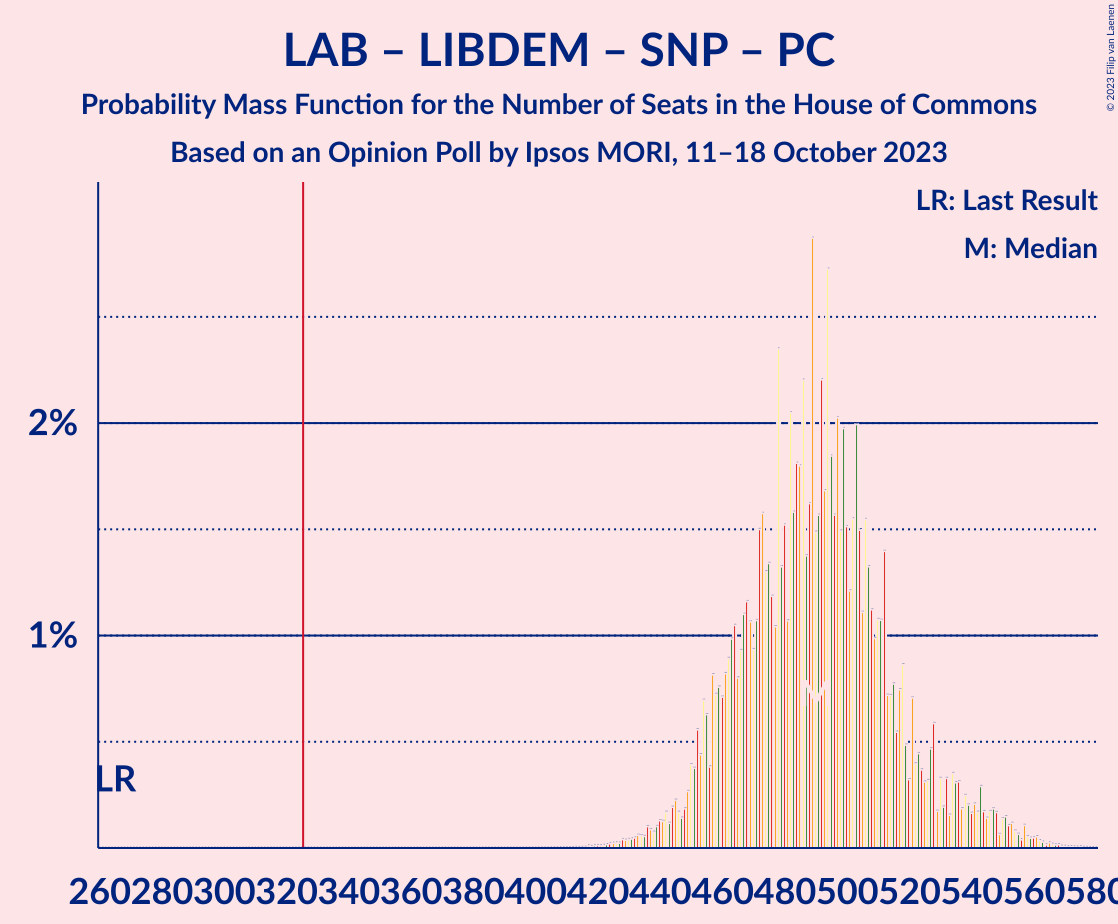 LAB – LIBDEM – SNP – PC
Probability Mass Function for the Number of Seats in the House of Commons
Based on an Opinion Poll by Ipsos MORI, 11–18 October 2023
© 2023 Filip van Laenen
LR: Last Result
M: Median
2%
1%
LR
M
260280300320340360380400420440460480500520540560580